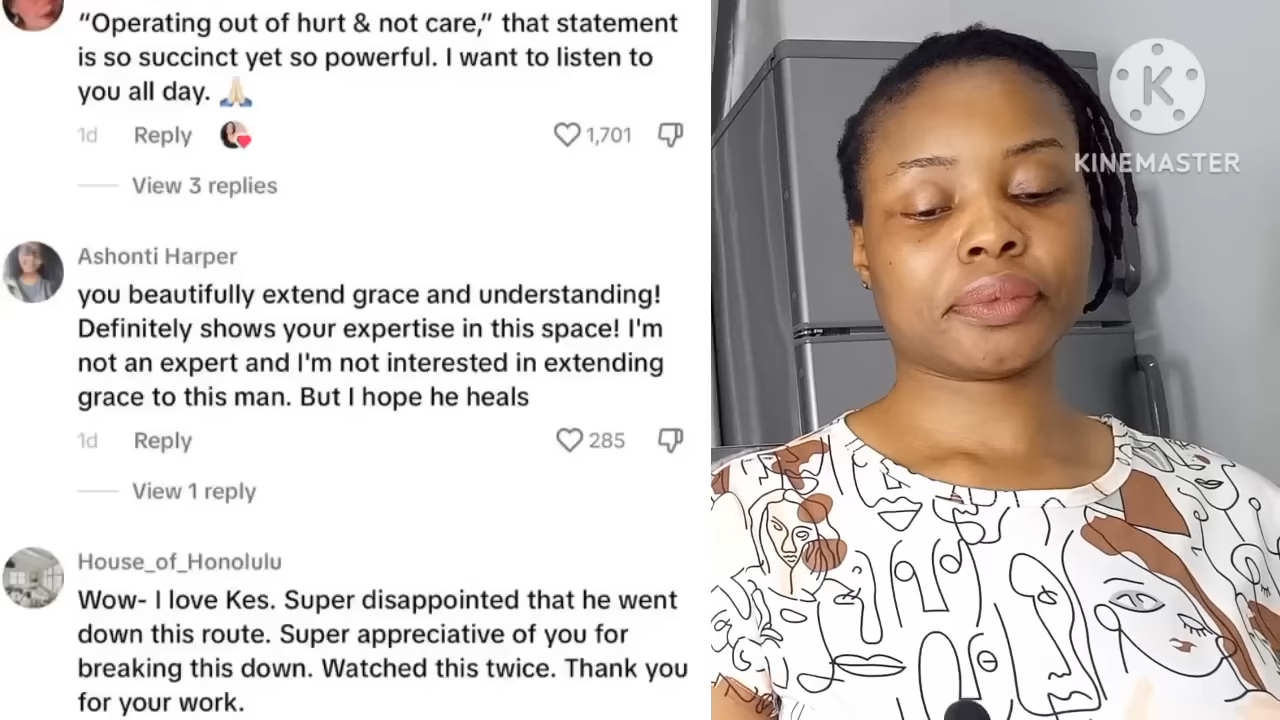 “Operating out of hurt & not care,” that statement
is so succinct yet so powerful. I want to listen to
you all day. 🙏🏼
1d Reply 1,701
View 3 replies
Ashonti Harper
you beautifully extend grace and understanding!
Definitely shows your expertise in this space! I'm
not an expert and I'm not interested in extending
grace to this man. But I hope he heals
1d Reply 285
View 1 reply
House_of_Honolulu
Wow- I love Kes. Super disappointed that he went
down this route. Super appreciative of you for
breaking this down. Watched this twice. Thank you
for your work.
K
KINEMASTER